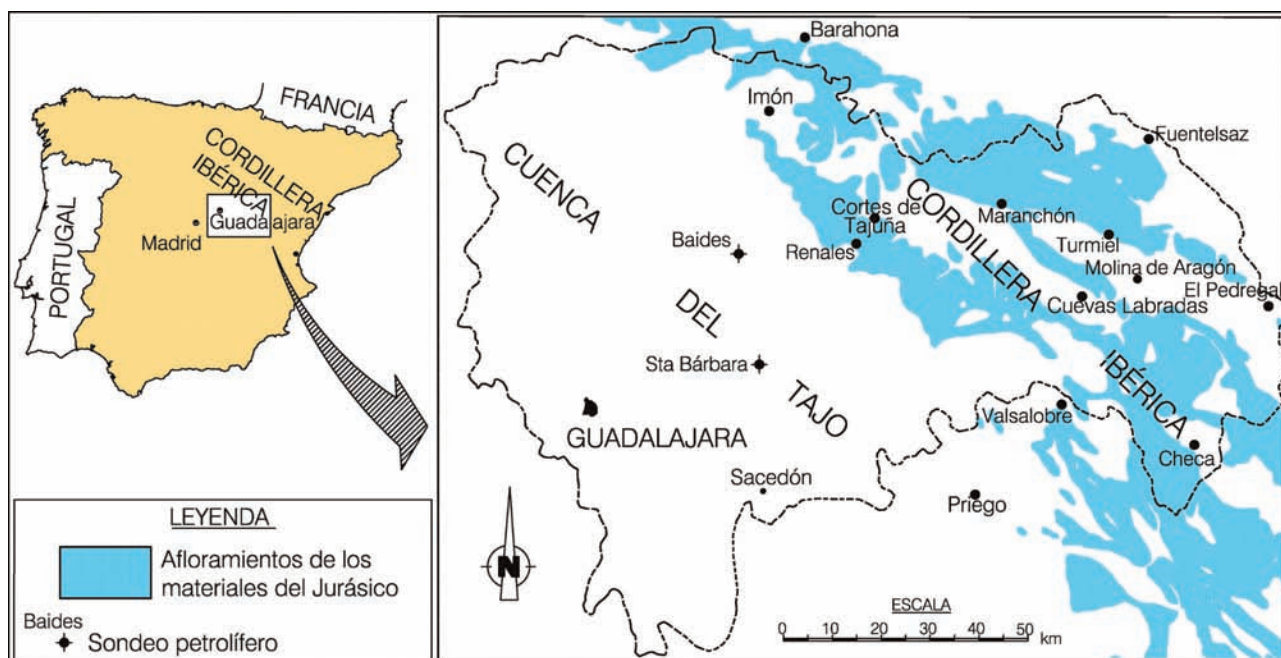 FRANCIA
CORDILLERA
IBÉRICA
PORTUGAL
Guadalajara
Madrid
LEYENDA
Afloramientos de los
materiales del Jurásico
Baides
Sondeo petrolífero
Barahona
Imón
Fuentelsaz
CUENCA
DEL
TAJO
CORDILLERA
IBÉRICA
Cortes de
Tajuña
Maranchón
Baides
Renales
Turmiel
Molina de Aragón
El Pedregal
Cuevas Labradas
Sta Bárbara
GUADALAJARA
Valsalobre
Checa
Sacedón
Priego
N
ESCALA
0 10 19 30 40 50
km